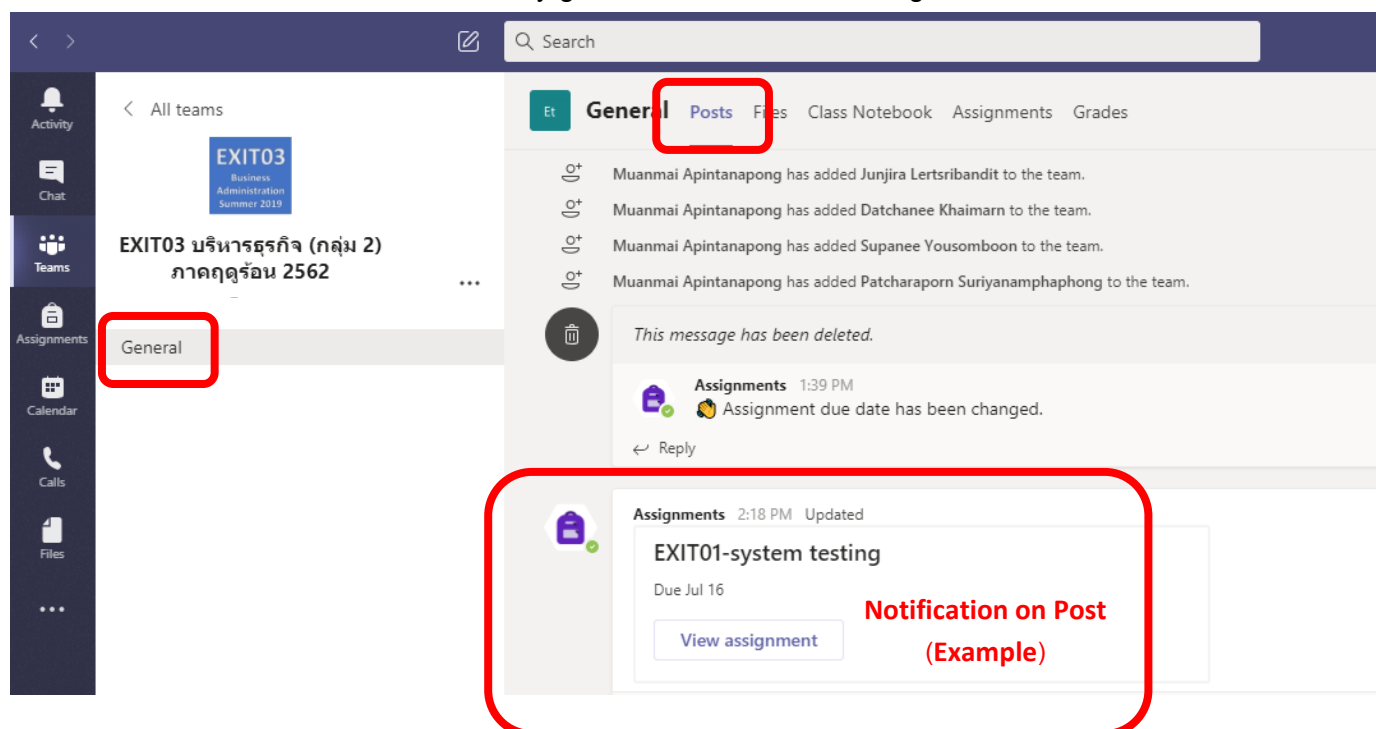 Search
Activity
Chat
Teams
Assignments
Calendar
Calls
Files
All teams
EXIT03
Business
Administration
Summer 2019
EXIT03 บริหารธุรกิจ (กลุ่ม 2)
ภาคฤดูร้อน 2562
General
Et General Posts Files Class Notebook Assignments Grades
Muanmai Apintanapong has added Junjira Lertsribandit to the team.
Muanmai Apintanapong has added Datchanee Khaimarn to the team.
Muanmai Apintanapong has added Supanee Yousomboon to the team.
Muanmai Apintanapong has added Patcharaporn Suriyanamphaphong to the team.
This message has been deleted.
Assignments 1:39 PM
Assignment due date has been changed.
Reply
Assignments 2:18 PM Updated
EXIT01-system testing
Due Jul 16
View assignment
Notification on Post
(Example)